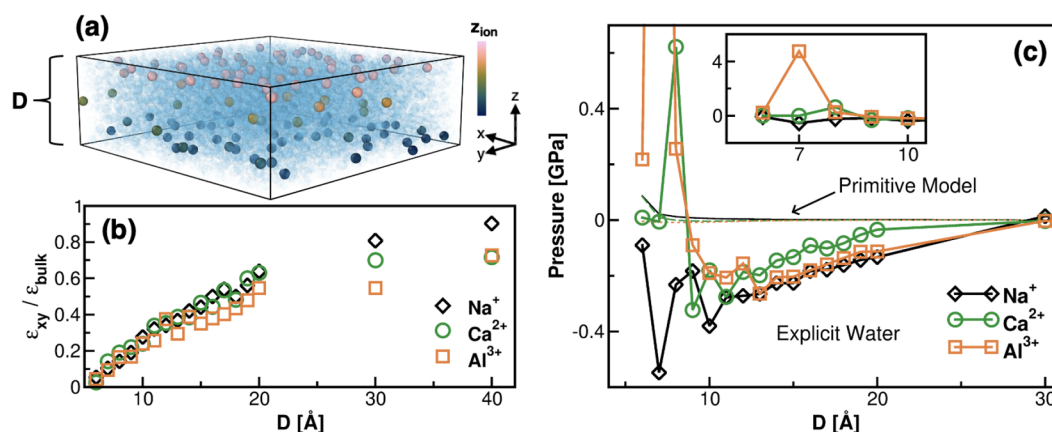 (a)
z_ion
D
z
x
y
(b)
ε_xy / ε_bulk
1
0.8
0.6
0.4
0.2
0
10
20
30
40
D [Å]
Na⁺
Ca²⁺
Al³⁺
(c)
Pressure [GPa]
0.4
0
-0.4
4
0
7
10
Primitive Model
Explicit Water
Na⁺
Ca²⁺
Al³⁺
10
20
30
D [Å]